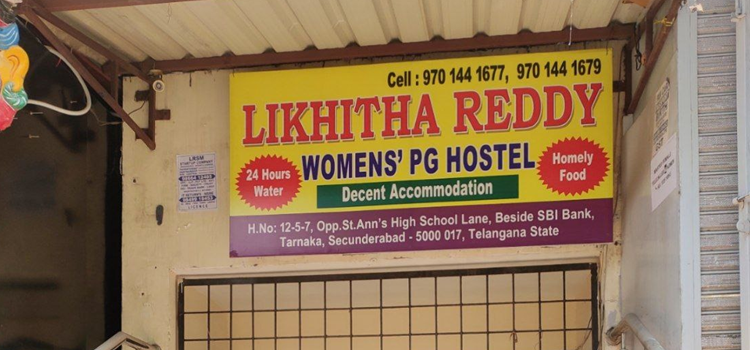 Cell : 970 144 1677, 970 144 1679
LIKHITHA REDDY
WOMENS' PG HOSTEL
24 Hours
Water
Homely
Food
Decent Accommodation
H.No: 12-5-7, Opp.St.Ann's High School Lane, Beside SBI Bank,
Tarnaka, Secunderabad - 5000 017, Telangana State